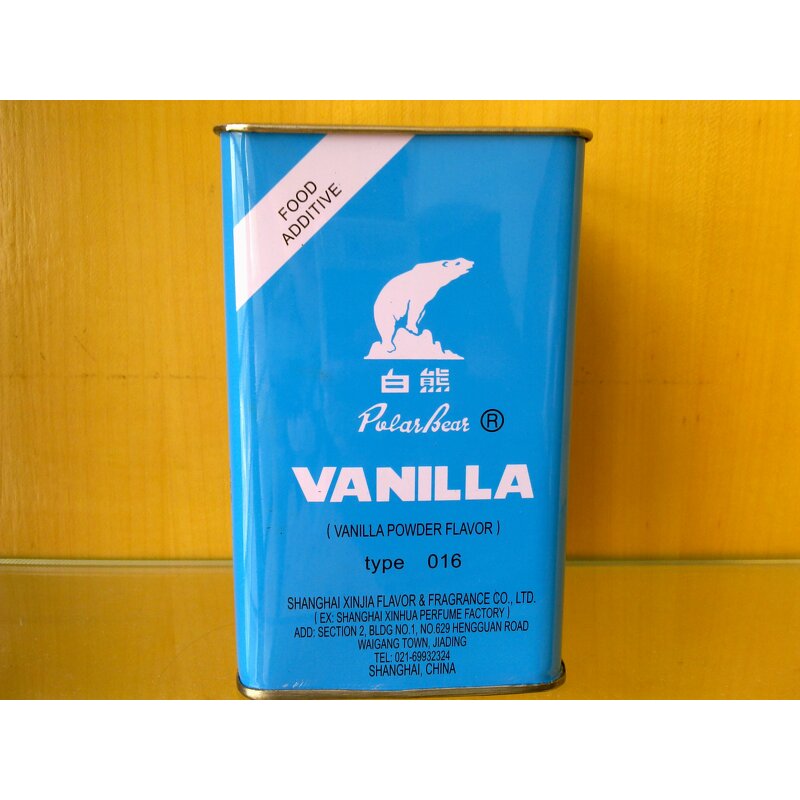 FOOD
ADDITIVE
白熊
PolarBear ®
VANILLA
( VANILLA POWDER FLAVOR )
type 016
SHANGHAI XINJIA FLAVOR & FRAGRANCE CO., LTD.
( EX: SHANGHAI XINHUA PERFUME FACTORY )
ADD: SECTION 2, BLDG NO.1, NO.629 HENGGUAN ROAD
WAIGANG TOWN, JIADING
TEL: 021-69932324
SHANGHAI, CHINA